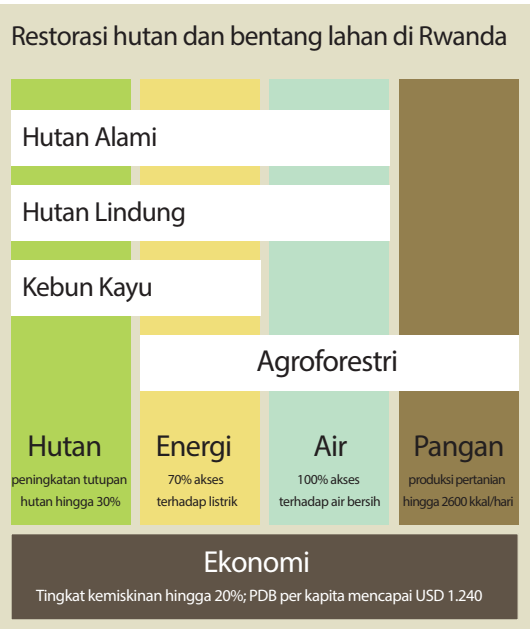 Restorasi hutan dan bentang lahan di Rwanda
Hutan Alami
Hutan Lindung
Kebun Kayu
Agroforestri
Hutan
peningkatan tutupan
hutan hingga 30%
Energi
70% akses
terhadap listrik
Air
100% akses
terhadap air bersih
Pangan
produksi pertanian
hingga 2600 kkal/hari
Ekonomi
Tingkat kemiskinan hingga 20%; PDB per kapita mencapai USD 1.240